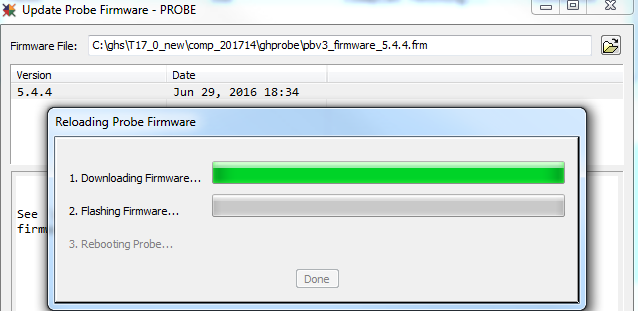 Update Probe Firmware - PROBE
Firmware File: C:\ghs\T17_0_new\comp_201714\ghprobe\pbv3_firmware_5.4.4.frm
Version Date
5.4.4 Jun 29, 2016 18:34
Reloading Probe Firmware
1. Downloading Firmware...
2. Flashing Firmware...
See
3. Rebooting Probe...
Done